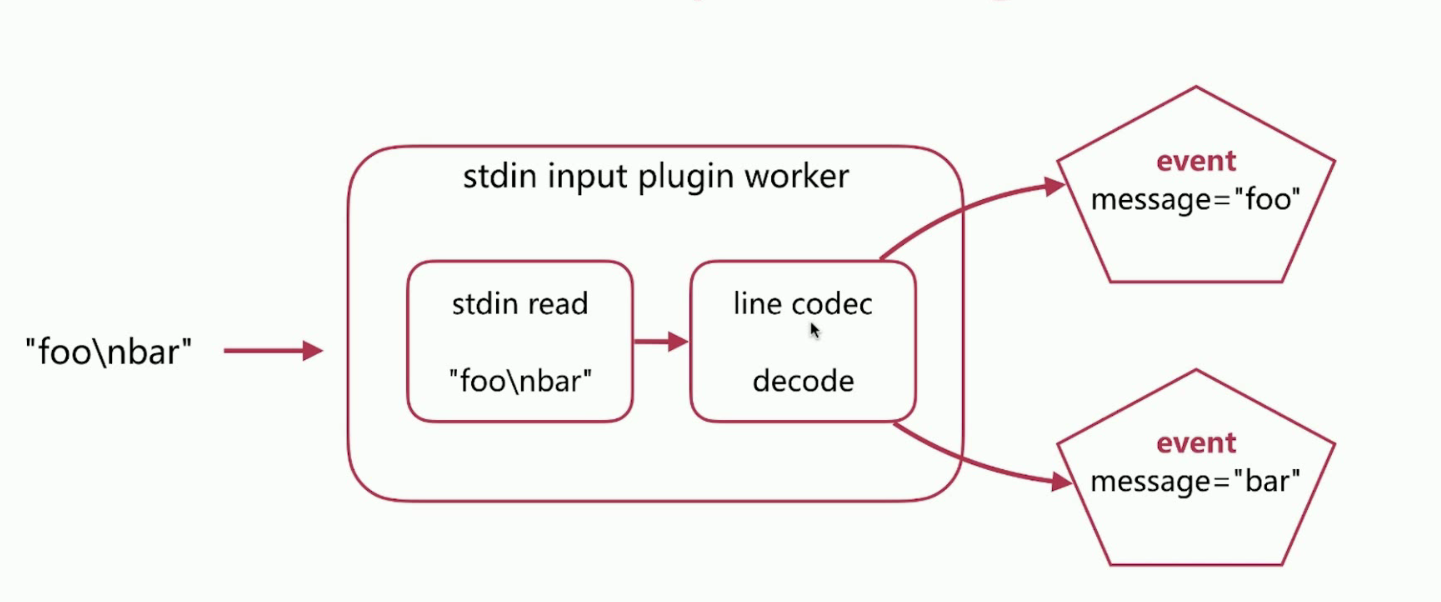 stdin input plugin worker
"foo\nbar"
stdin read
"foo\nbar"
line codec
decode
event
message="foo"
event
message="bar"